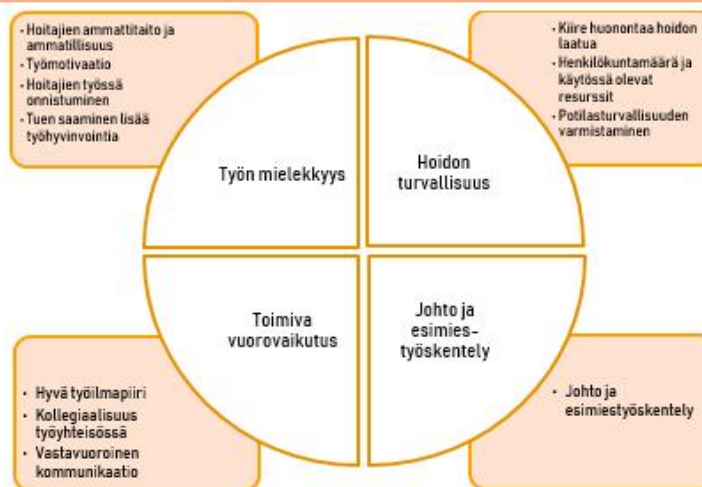 · Hoitajien ammattitaito ja
ammatillisuus
· Työmotivaatio
· Hoitajien työssä
onnistuminen
· Tuen saaminen lisää
työhyvinvointia
· Kiire huonontaa hoidon
laatua
· Henkilökuntamäärä ja
käytössä olevat
resurssit
· Potilasturvallisuuden
varmistaminen
Työn mielekkyys
Hoidon
turvallisuus
Toimiva
vuorovaikutus
Johto ja
esimies-
työskentely
· Hyvä työilmapiiri
· Kollegiaalisuus
työyhteisössä
· Vastavuoroinen
kommunikaatio
· Johto ja
esimiestyöskentely